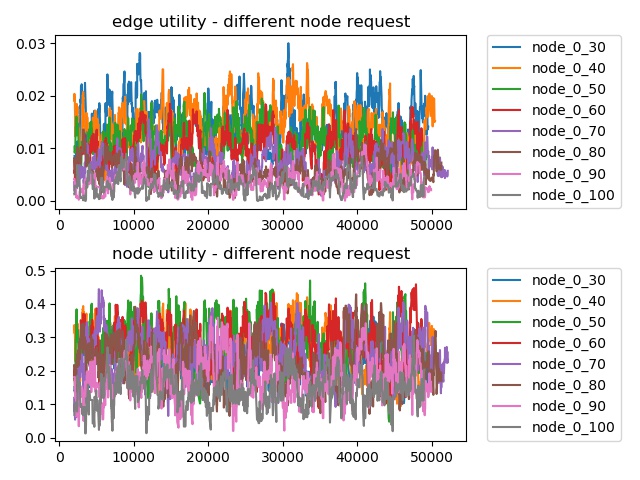 edge utility - different node request
0.03
0.02
0.01
0.00
0 10000 20000 30000 40000 50000
node_0_30
node_0_40
node_0_50
node_0_60
node_0_70
node_0_80
node_0_90
node_0_100
node utility - different node request
0.5
0.4
0.3
0.2
0.1
0.0
0 10000 20000 30000 40000 50000
node_0_30
node_0_40
node_0_50
node_0_60
node_0_70
node_0_80
node_0_90
node_0_100